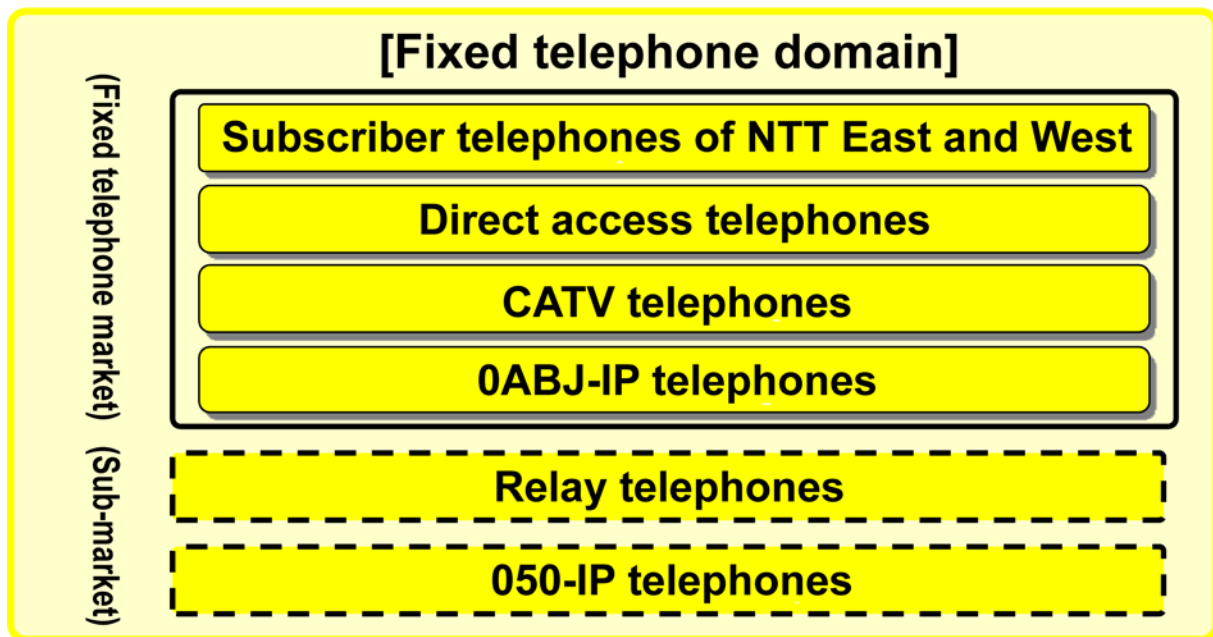 [Fixed telephone domain]
(Fixed telephone market)
Subscriber telephones of NTT East and West
Direct access telephones
CATV telephones
0ABJ-IP telephones
(Sub-market)
Relay telephones
050-IP telephones